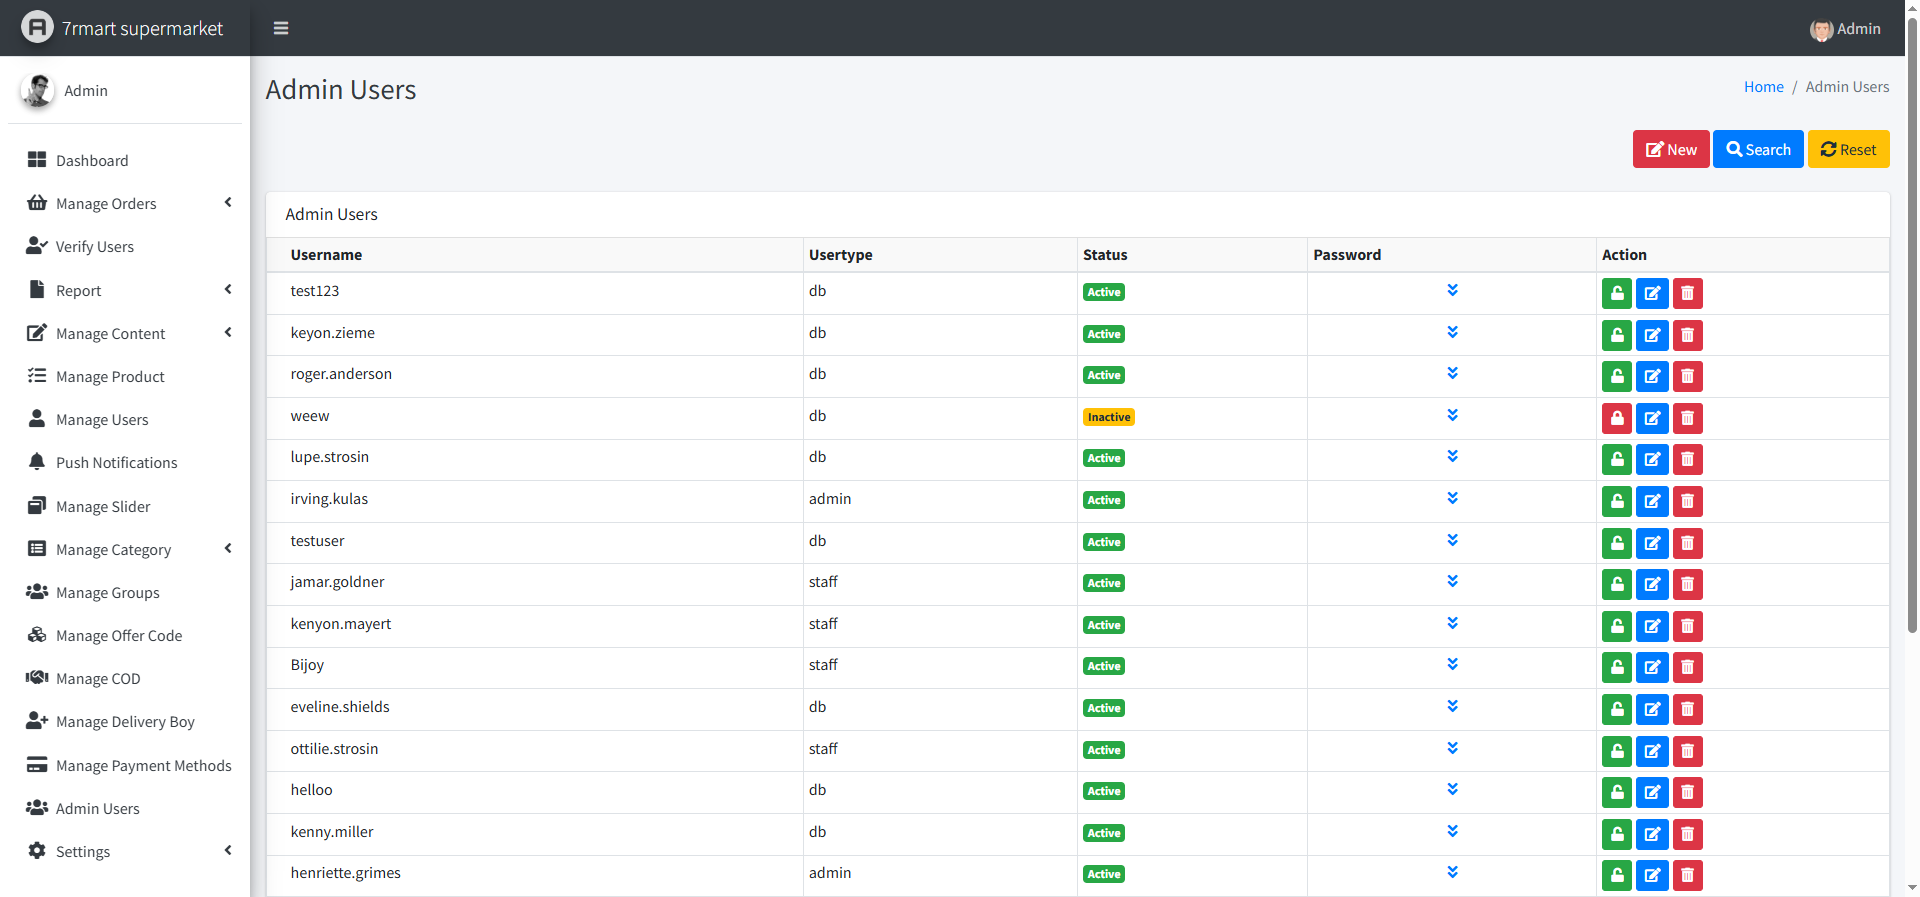 7rmart supermarket
Admin
Admin
Dashboard
Manage Orders
Verify Users
Report
Manage Content
Manage Product
Manage Users
Push Notifications
Manage Slider
Manage Category
Manage Groups
Manage Offer Code
Manage COD
Manage Delivery Boy
Manage Payment Methods
Admin Users
Settings
Admin Users
Home / Admin Users
New Search Reset
Admin Users
Username Usertype Status Password Action
test123 db Active
keyon.zieme db Active
roger.anderson db Active
weew db Inactive
lupe.strosin db Active
irving.kulas admin Active
testuser db Active
jamar.goldner staff Active
kenyon.mayert staff Active
Bijoy staff Active
eveline.shields db Active
ottilie.strosin staff Active
helloo db Active
kenny.miller db Active
henriette.grimes admin Active